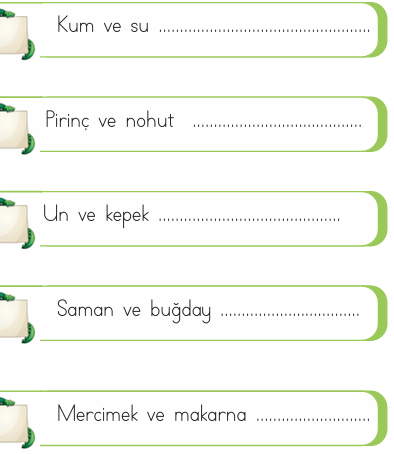 Kum ve su ..................................................
Pirinç ve nohut ........................................
Un ve kepek ...........................................
Saman ve buğday .................................
Mercimek ve makarna ...........................